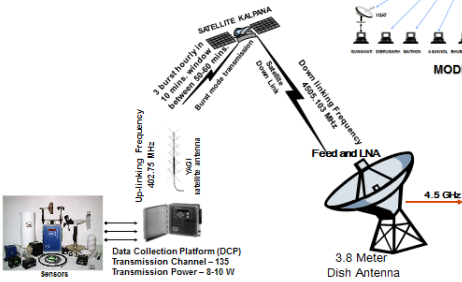 SATELLITE KALPANA
VSAT
GUWAHATI DIBRUGARH MAITHON ASANSOL BHUB
MODE
3 burst hourly in
10 mins. window
between 50-60 mins.
Burst mode transmission
Satellite
Down Link
Down linking Frequency
4505.103 MHz
Up-linking Frequency
402.75 MHz
YAGI
satellite antenna
Feed and LNA
4.5 GHz
Sensors
Data Collection Platform (DCP)
Transmission Channel – 135
Transmission Power – 8-10 W
3.8 Meter
Dish Antenna